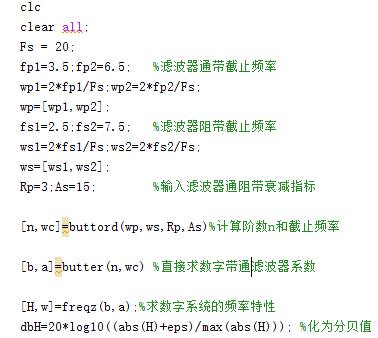 clc
clear all;
Fs = 20;
fp1=3.5;fp2=6.5;   %滤波器通带截止频率
wp1=2*fp1/Fs;wp2=2*fp2/Fs;
wp=[wp1,wp2];
fs1=2.5;fs2=7.5;   %滤波器阻带截止频率
ws1=2*fs1/Fs;ws2=2*fs2/Fs;
ws=[ws1,ws2];
Rp=3;As=15;        %输入滤波器通阻带衰减指标
[n,wc]=buttord(wp,ws,Rp,As)%计算阶数n和截止频率
[b,a]=butter(n,wc) %直接求数字带通滤波器系数
[H,w]=freqz(b,a);%求数字系统的频率特性
dbH=20*log10((abs(H)+eps)/max(abs(H))); %化为分贝值